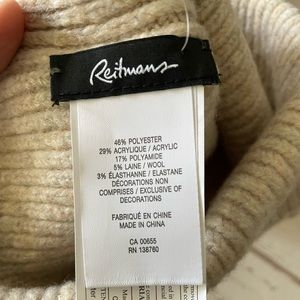 Reitmans
46% POLYESTER
29% ACRYLIQUE / ACRYLIC
17% POLYAMIDE
5% LAINE / WOOL
3% ÉLASTHANNE / ELASTANE
DÉCORATIONS NON
COMPRISES / EXCLUSIVE OF
DECORATIONS
FABRIQUÉ EN CHINE
MADE IN CHINA
CA 00655
RN 138760